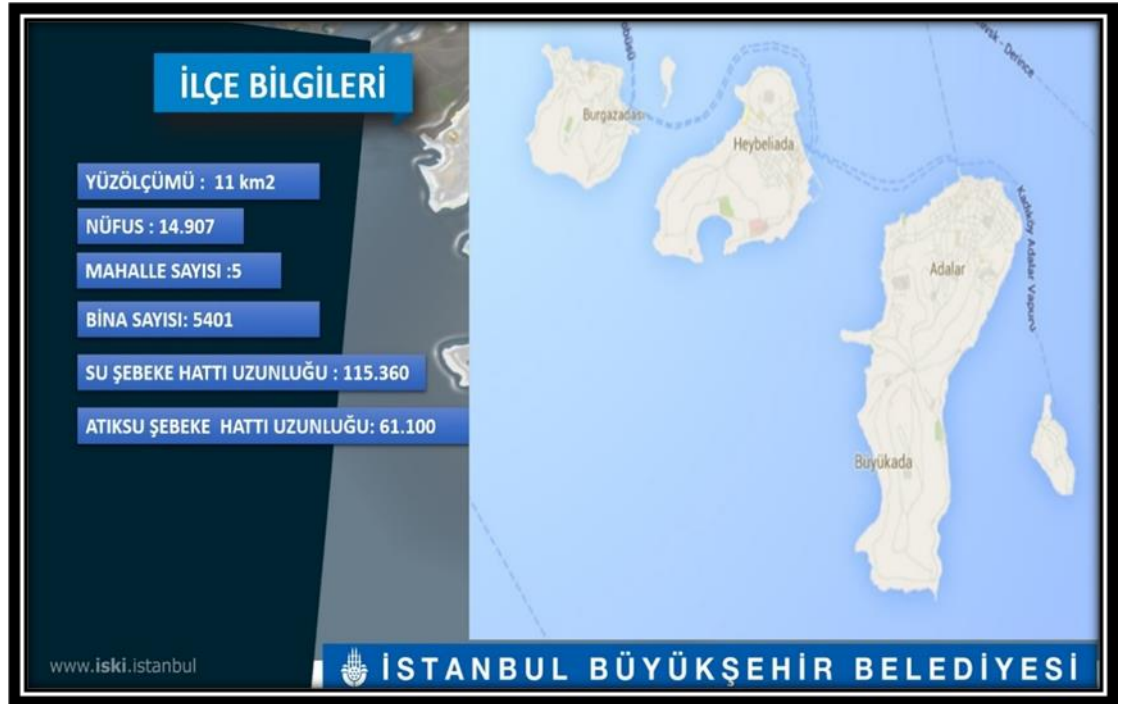 İLÇE BİLGİLERİ
YÜZÖLÇÜMÜ : 11 km2
NÜFUS : 14.907
MAHALLE SAYISI :5
BİNA SAYISI: 5401
SU ŞEBEKE HATTI UZUNLUĞU : 115.360
ATIKSU ŞEBEKE HATTI UZUNLUĞU: 61.100
Burgazadası
Heybeliada
Derince
Kadıköy Adalar Vapuru
Adalar
Büyükada
www.iski.istanbul
İSTANBUL BÜYÜKŞEHİR BELEDİYESİ